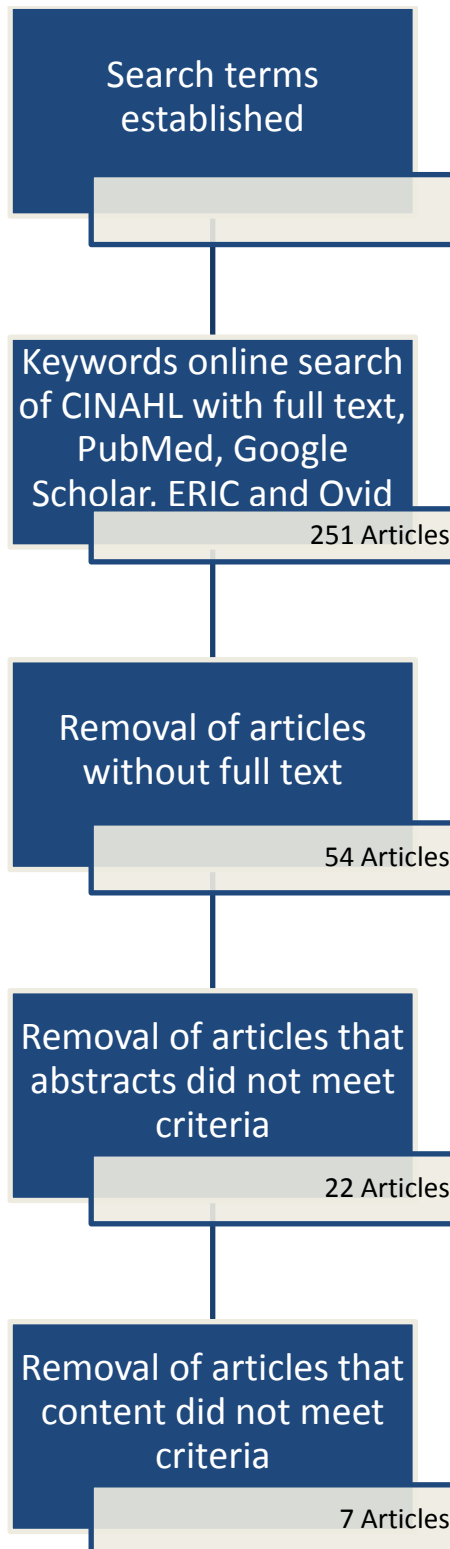 Search terms
established
Keywords online search
of CINAHL with full text,
PubMed, Google
Scholar. ERIC and Ovid
251 Articles
Removal of articles
without full text
54 Articles
Removal of articles that
abstracts did not meet
criteria
22 Articles
Removal of articles that
content did not meet
criteria
7 Articles